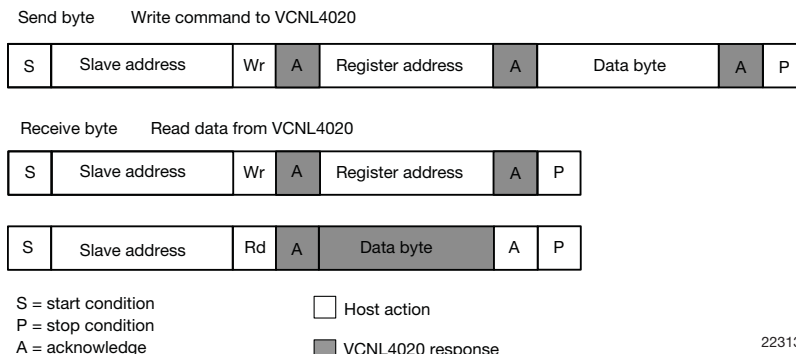 Send byte Write command to VCNL4020
S Slave address Wr A Register address A Data byte A P
Receive byte Read data from VCNL4020
S Slave address Wr A Register address A P
S Slave address Rd A Data byte A P
S = start condition
P = stop condition
A = acknowledge
Host action
VCNL4020 response